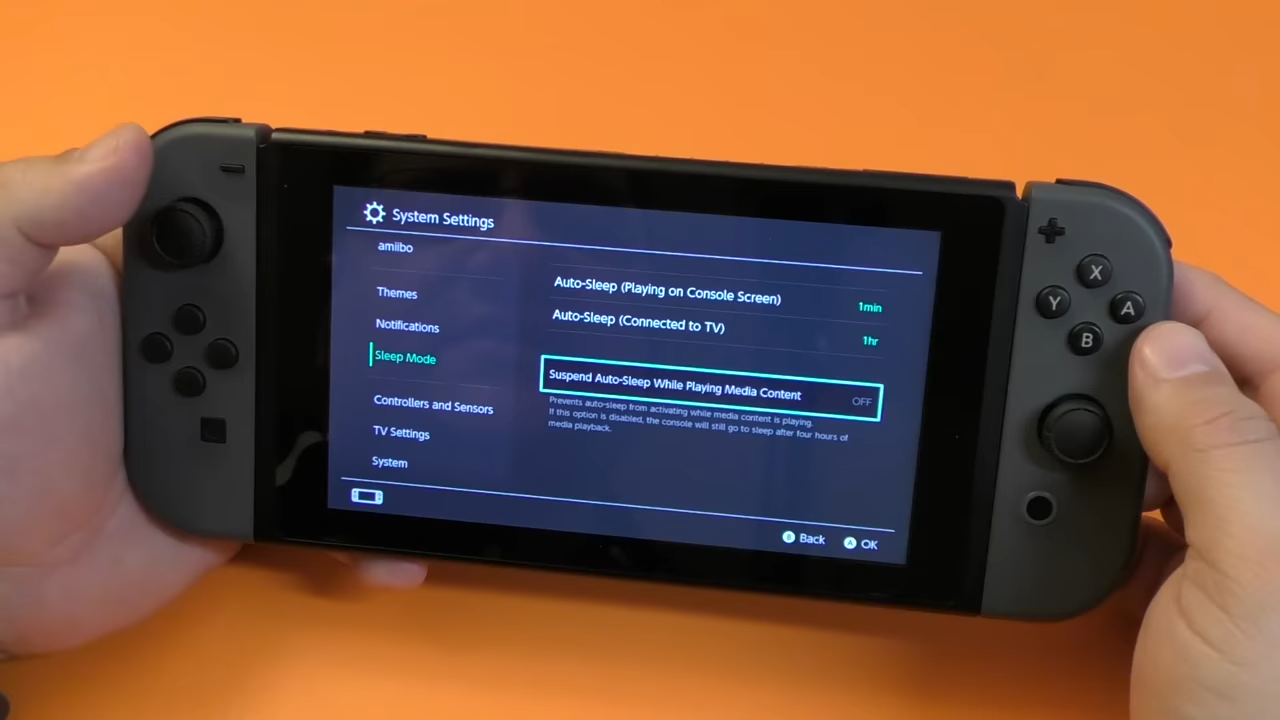 System Settings
amiibo
Themes
Notifications
Sleep Mode
Controllers and Sensors
TV Settings
System
Auto-Sleep (Playing on Console Screen) 1min
Auto-Sleep (Connected to TV) 1hr
Suspend Auto-Sleep While Playing Media Content OFF
Prevents auto-sleep from activating while media content is playing.
If this option is disabled, the console will still go to sleep after four hours of
media playback.
B Back A OK
X
Y A
B